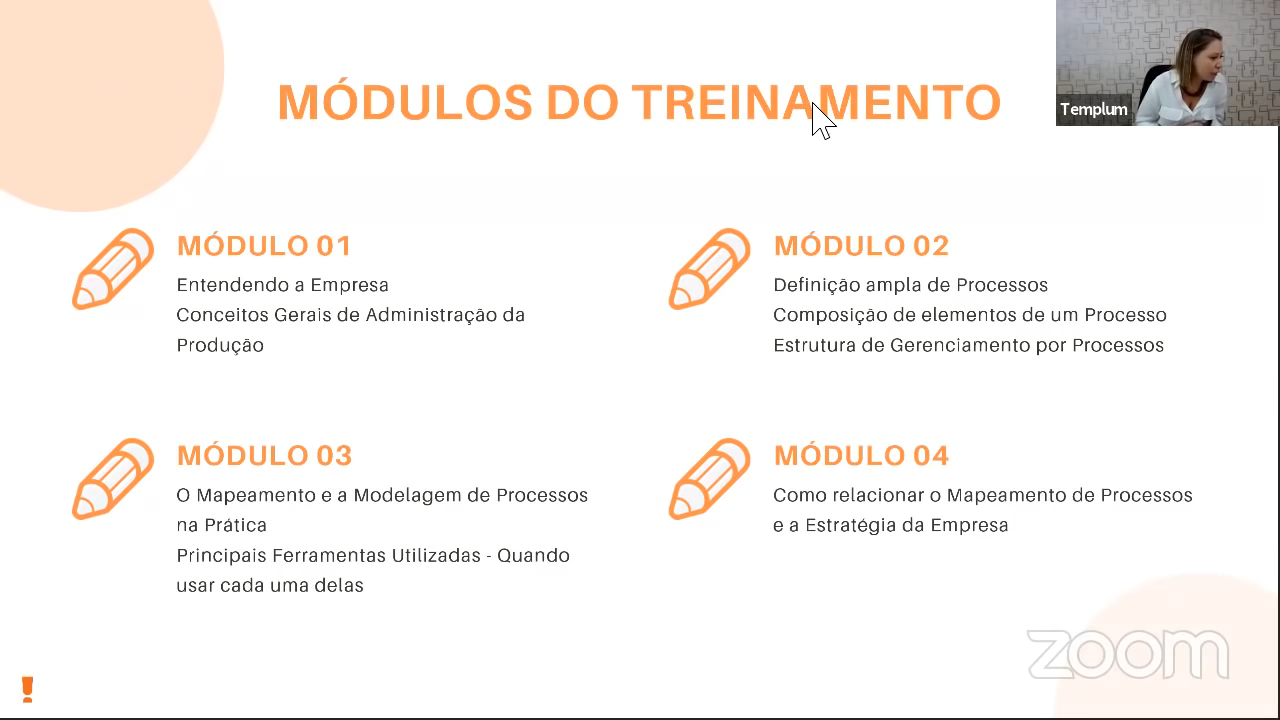 MÓDULOS DO TREINAMENTO
Templum
MÓDULO 01
Entendendo a Empresa
Conceitos Gerais de Administração da
Produção
MÓDULO 02
Definição ampla de Processos
Composição de elementos de um Processo
Estrutura de Gerenciamento por Processos
MÓDULO 03
O Mapeamento e a Modelagem de Processos
na Prática
Principais Ferramentas Utilizadas - Quando
usar cada uma delas
MÓDULO 04
Como relacionar o Mapeamento de Processos
e a Estratégia da Empresa
zoom